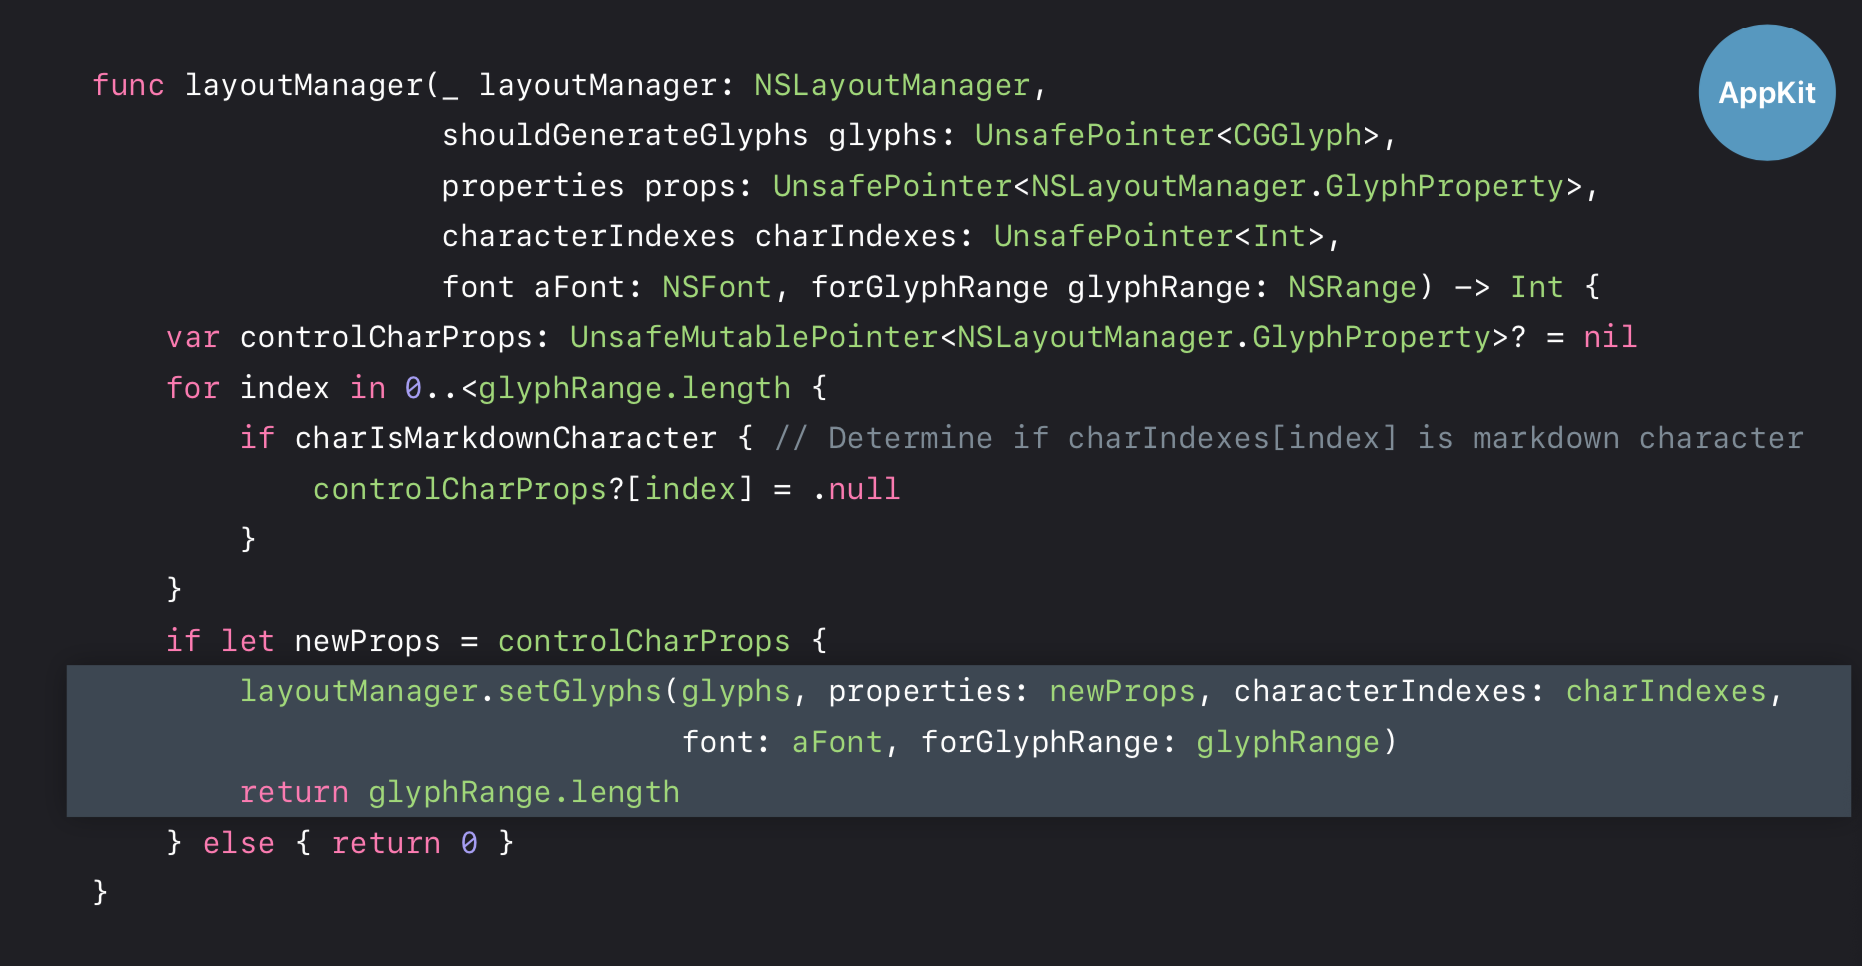 AppKit
func layoutManager(_ layoutManager: NSLayoutManager,
                   shouldGenerateGlyphs glyphs: UnsafePointer<CGGlyph>,
                   properties props: UnsafePointer<NSLayoutManager.GlyphProperty>,
                   characterIndexes charIndexes: UnsafePointer<Int>,
                   font aFont: NSFont, forGlyphRange glyphRange: NSRange) -> Int {
    var controlCharProps: UnsafeMutablePointer<NSLayoutManager.GlyphProperty>? = nil
    for index in 0..<glyphRange.length {
        if charIsMarkdownCharacter { // Determine if charIndexes[index] is markdown character
            controlCharProps?[index] = .null
        }
    }
    if let newProps = controlCharProps {
        layoutManager.setGlyphs(glyphs, properties: newProps, characterIndexes: charIndexes,
                                font: aFont, forGlyphRange: glyphRange)
        return glyphRange.length
    } else { return 0 }
}